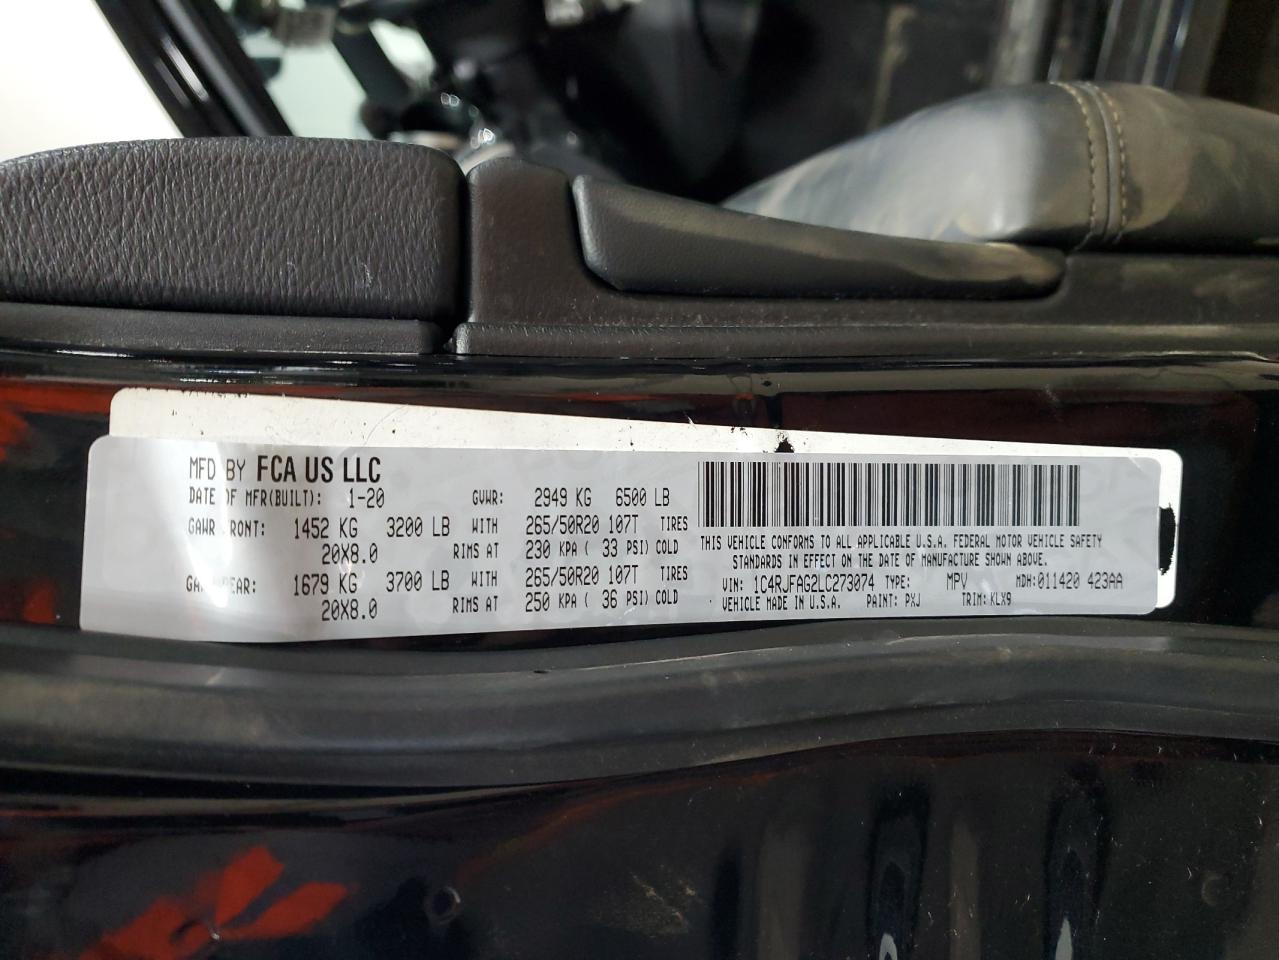 MFD BY FCA US LLC
DATE OF MFR(BUILT): 1-20 GVWR: 2949 KG 6500 LB
GAWR FRONT: 1452 KG 3200 LB WITH 265/50R20 107T TIRES
20X8.0 RIMS AT 230 KPA ( 33 PSI) COLD
GAWR REAR: 1679 KG 3700 LB WITH 265/50R20 107T TIRES
20X8.0 RIMS AT 250 KPA ( 36 PSI) COLD
THIS VEHICLE CONFORMS TO ALL APPLICABLE U.S.A. FEDERAL MOTOR VEHICLE SAFETY
STANDARDS IN EFFECT ON THE DATE OF MANUFACTURE SHOWN ABOVE.
VIN: 1C4RJFAG2LC273074 TYPE: MPV MDH:011420 423AA
VEHICLE MADE IN U.S.A. PAINT: PXJ TRIM: KLX9